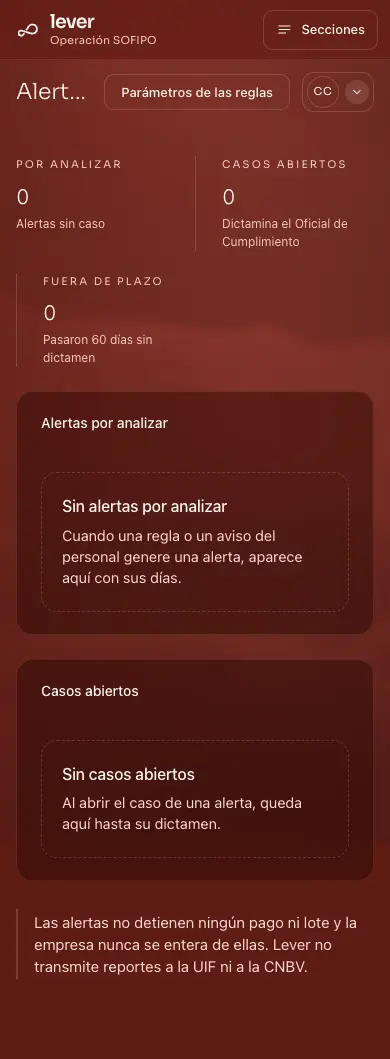 lever
Operación SOFIPO
Secciones
Alert...
Parámetros de las reglas
CC
POR ANALIZAR
0
Alertas sin caso
CASOS ABIERTOS
0
Dictamina el Oficial de
Cumplimiento
FUERA DE PLAZO
0
Pasaron 60 días sin
dictamen
Alertas por analizar
Sin alertas por analizar
Cuando una regla o un aviso del
personal genere una alerta, aparece
aquí con sus días.
Casos abiertos
Sin casos abiertos
Al abrir el caso de una alerta, queda
aquí hasta su dictamen.
Las alertas no detienen ningún pago ni lote y la
empresa nunca se entera de ellas. Lever no
transmite reportes a la UIF ni a la CNBV.